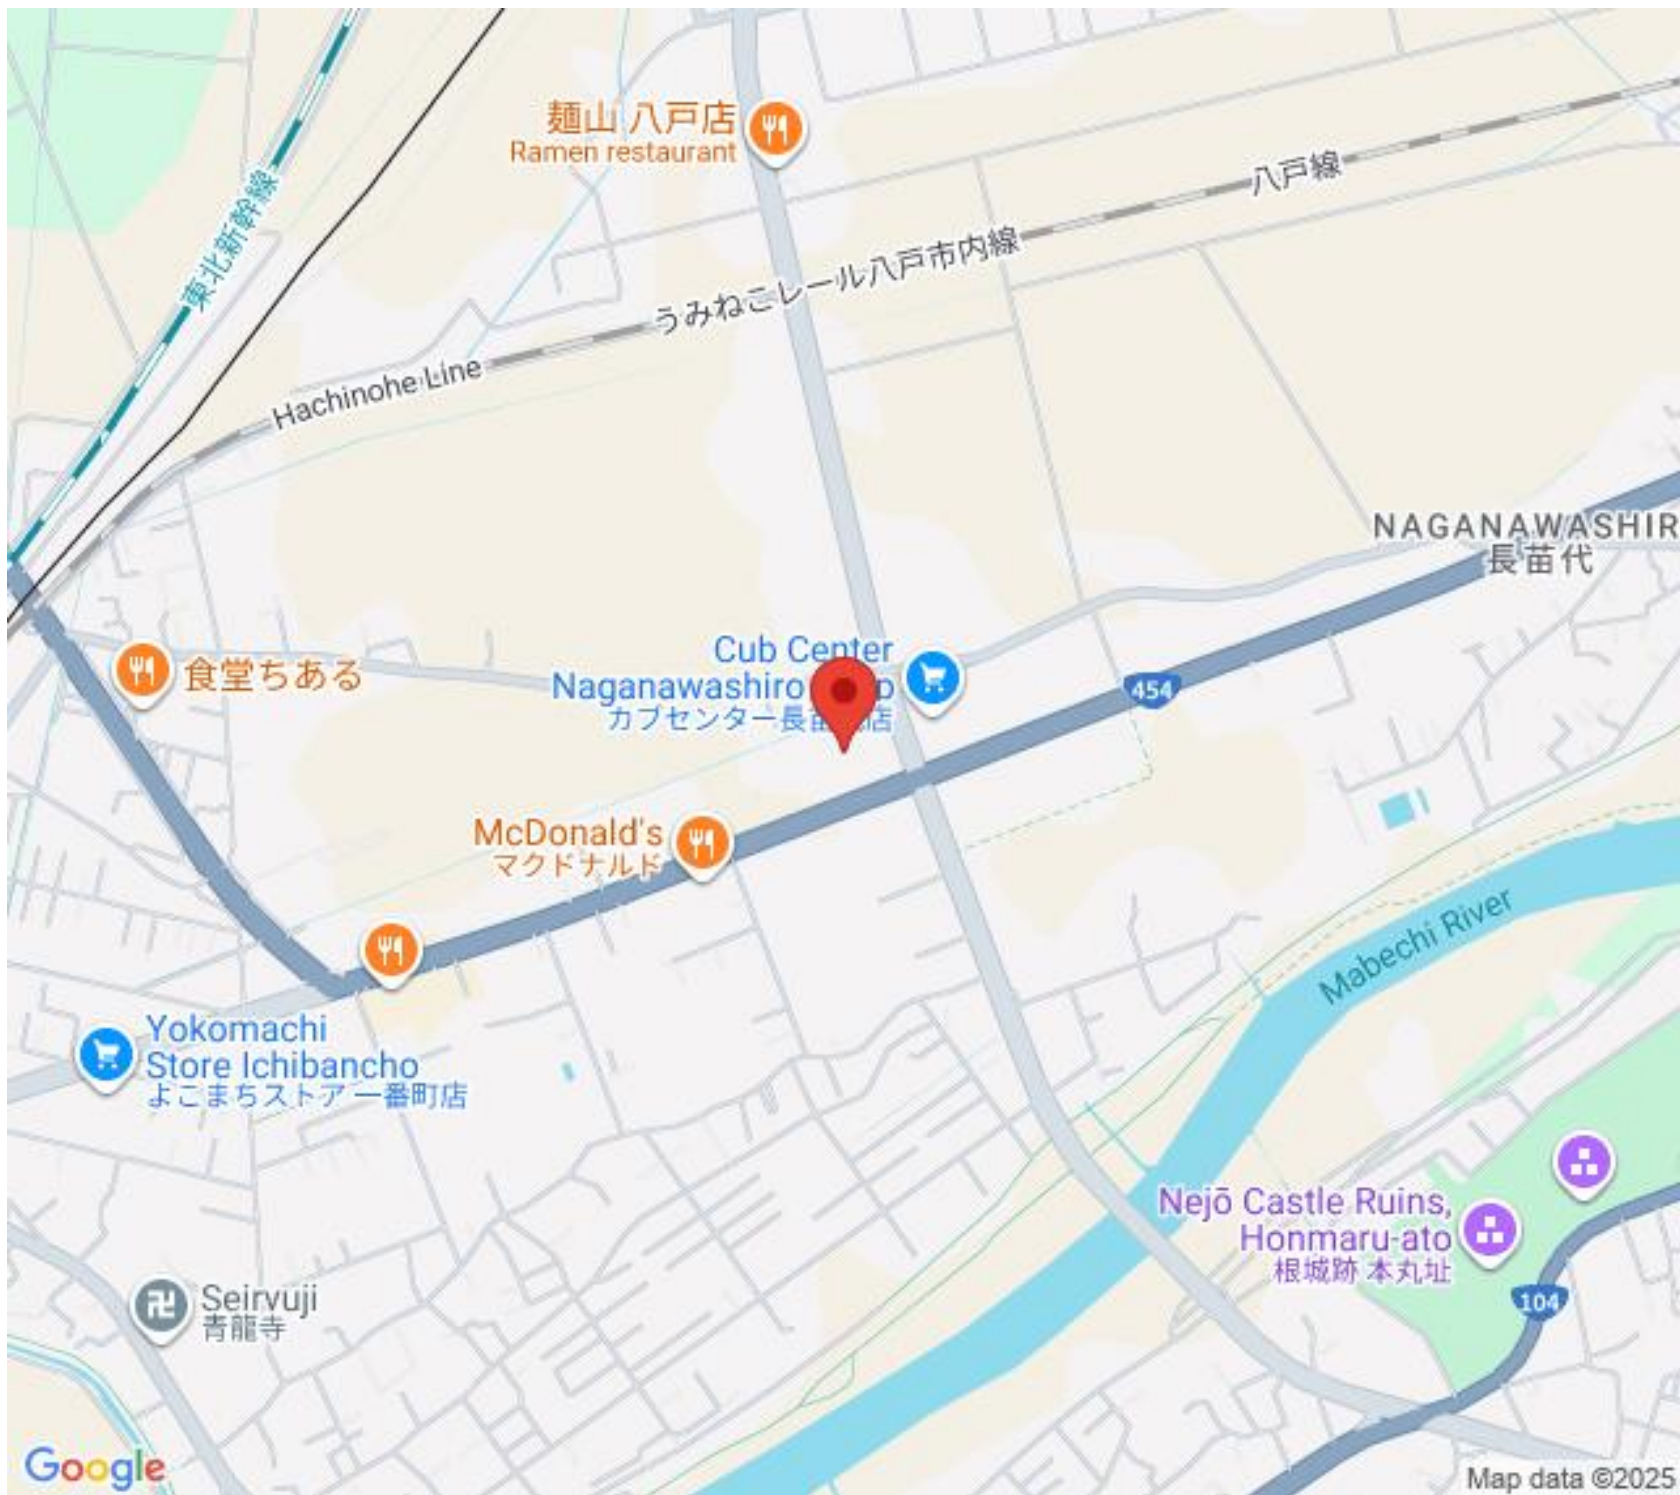 麺山 八戸店
Ramen restaurant
八戸線
東北新幹線
うみねこレール八戸市内線
Hachinohe Line
NAGANAWASHIR
長苗代
Cub Center
Naganawashiro
カブセンター長苗
店
食堂ちある
454
McDonald's
マクドナルド
Mabechi River
Yokomachi
Store Ichibancho
よこまちストア 一番町店
Nejō Castle Ruins,
Honmaru-ato
根城跡 本丸址
104
Seirvuji
青龍寺
Google
Map data ©2025